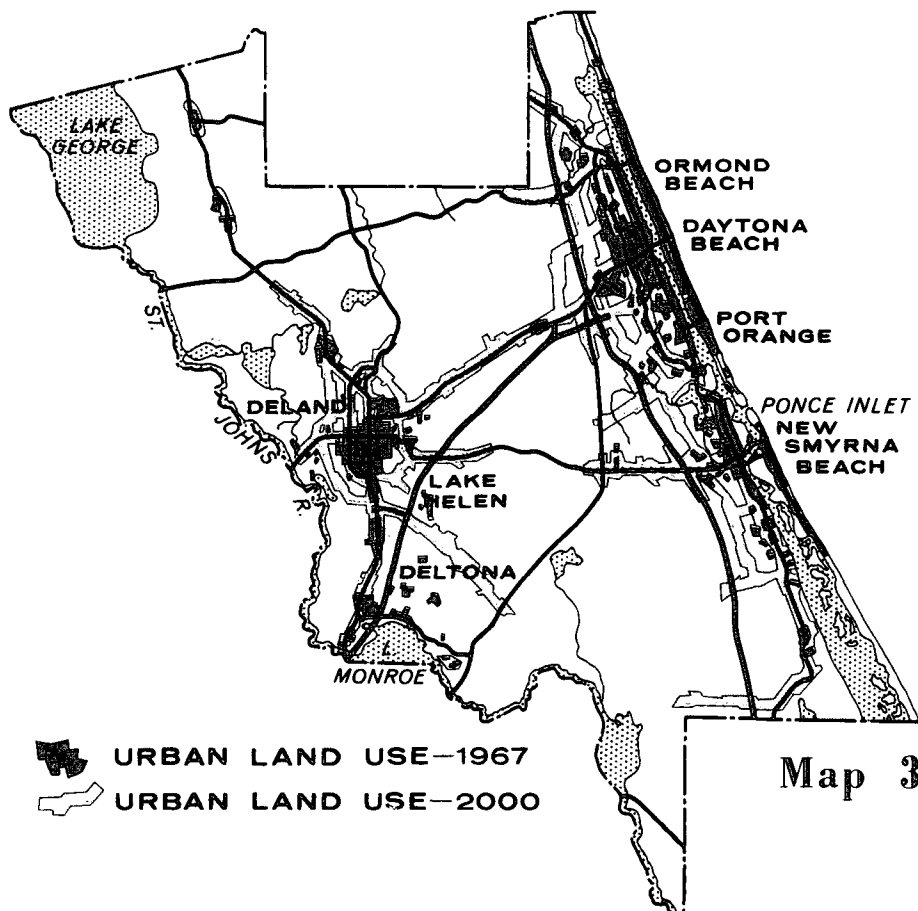 LAKE
GEORGE
ORMOND
BEACH
DAYTONA
BEACH
PORT
ORANGE
ST.
JOHNS
R.
DELAND
PONCE INLET
NEW
SMYRNA
BEACH
LAKE
HELEN
DELTONA
L.
MONROE
URBAN LAND USE-1967
URBAN LAND USE-2000
Map 3